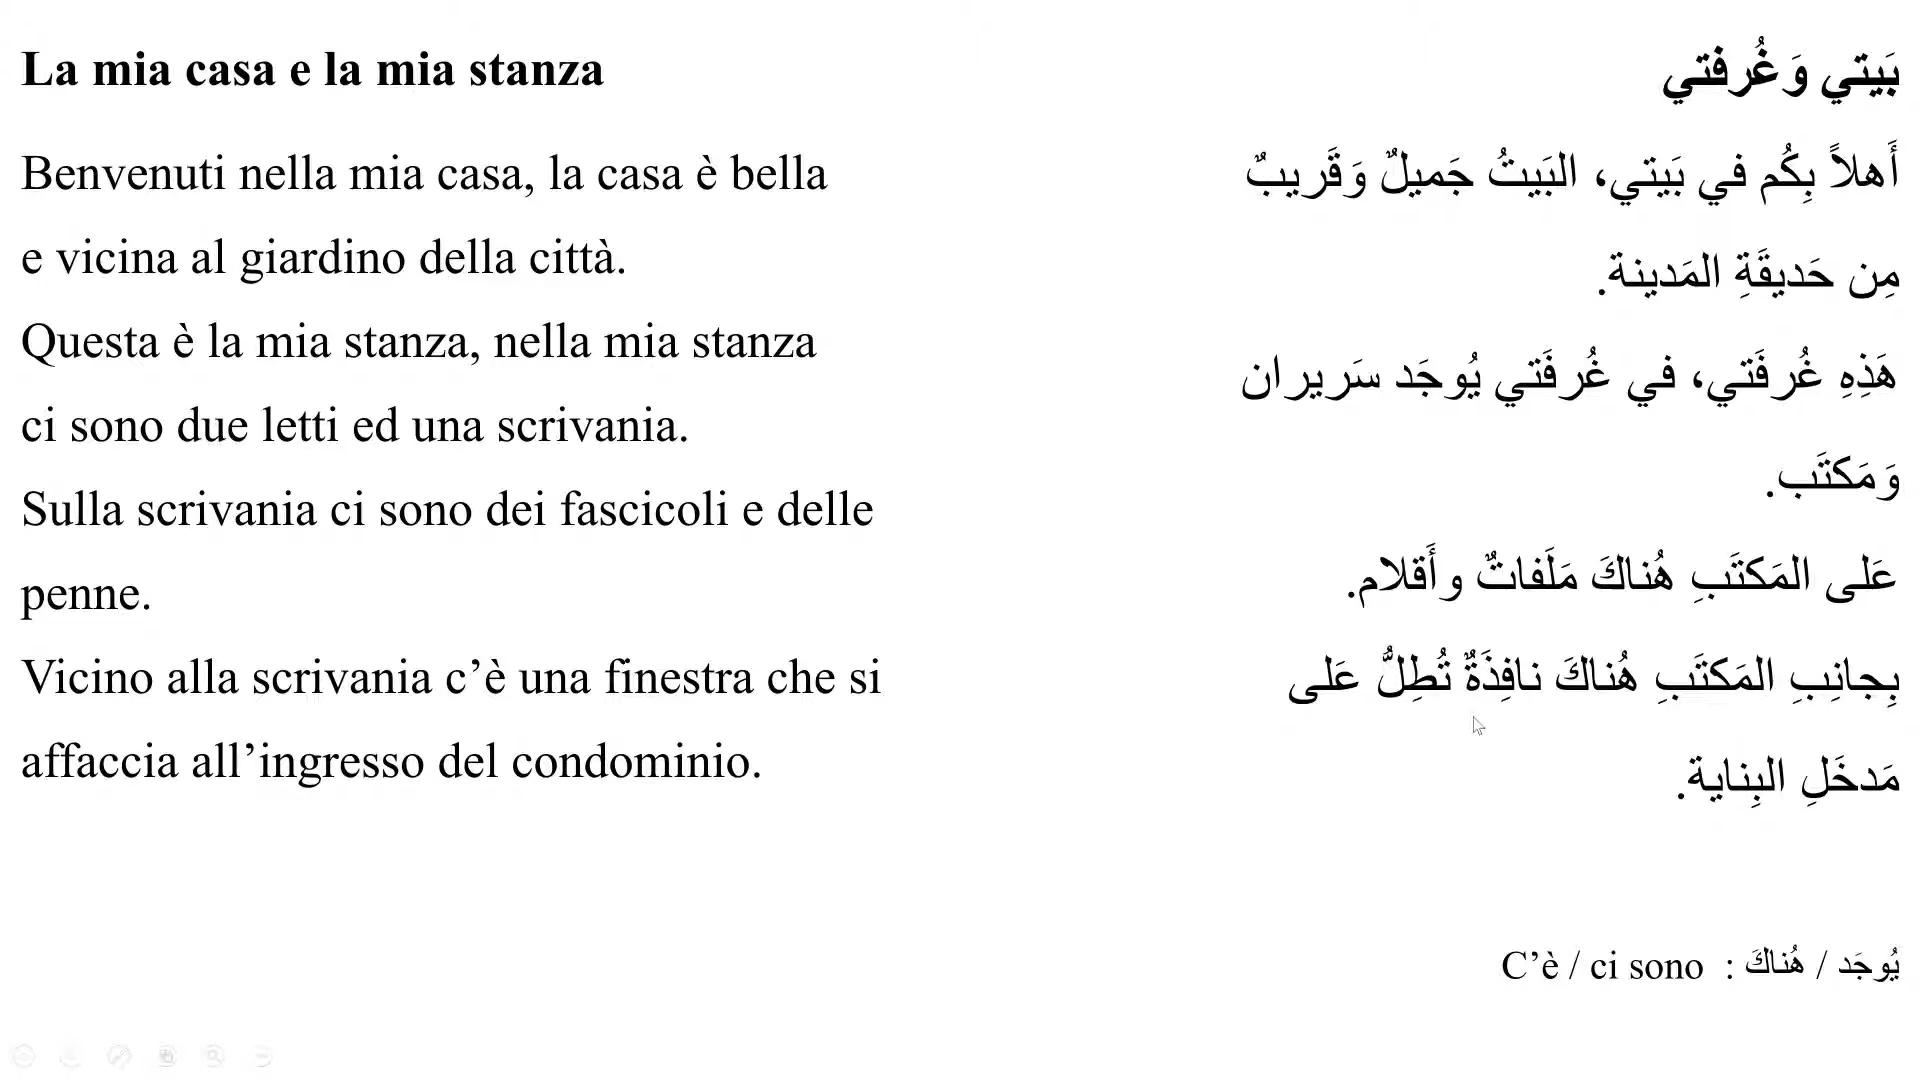 La mia casa e la mia stanza
Benvenuti nella mia casa, la casa è bella
e vicina al giardino della città.
Questa è la mia stanza, nella mia stanza
ci sono due letti ed una scrivania.
Sulla scrivania ci sono dei fascicoli e delle
penne.
Vicino alla scrivania c’è una finestra che si
affaccia all’ingresso del condominio.
بَيتي وَغُرفتي
أَهلاً بِكُم في بَيتي، البَيتُ جَميلٌ وَقَريبٌ
مِن حَديقَةِ المَدينة.
هَذِهِ غُرفَتي، في غُرفَتي يُوجَد سَريران
وَمَكتَب.
عَلى المَكتَبِ هُناكَ مَلَفاتٌ وأَقلام.
بِجانِبِ المَكتَبِ هُناكَ نافِذَةٌ تُطِلُّ عَلى
مَدخَلِ البِناية.
يُوجَد / هُناكَ : C’è / ci sono